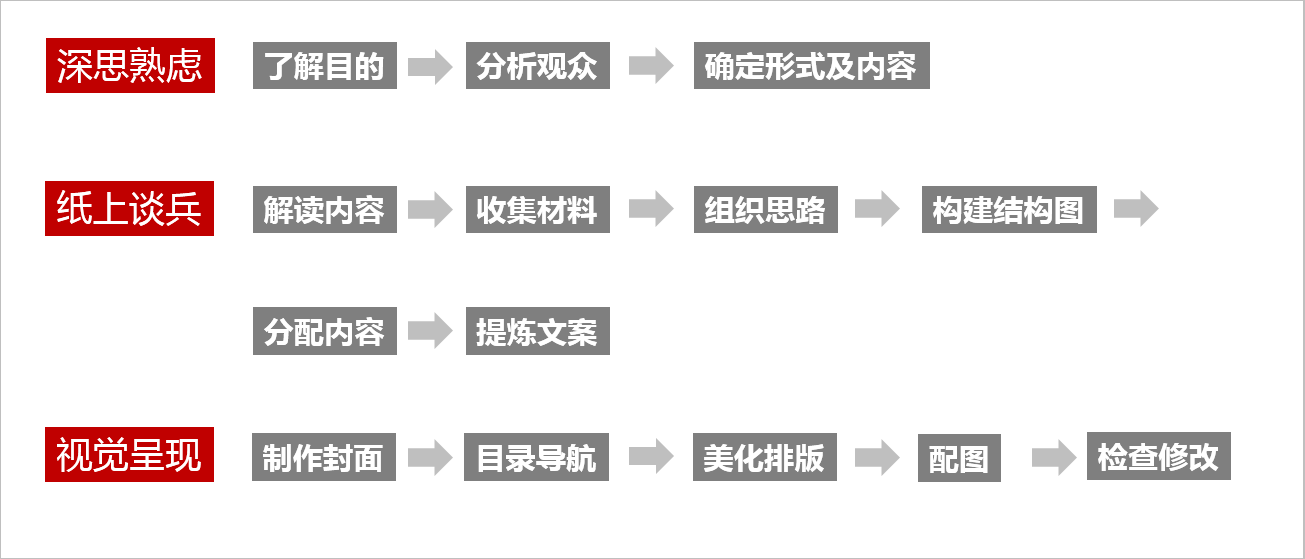 深思熟虑 了解目的 分析观众 确定形式及内容
纸上谈兵 解读内容 收集材料 组织思路 构建结构图
分配内容 提炼文案
视觉呈现 制作封面 目录导航 美化排版 配图 检查修改